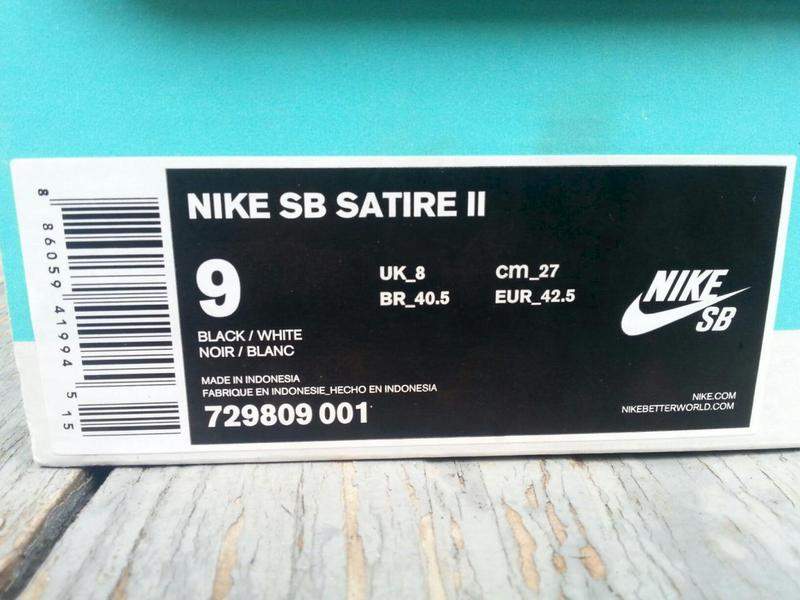 8 86059 41994 5 15
NIKE SB SATIRE II
9
UK_8 cm_27
BR_40.5 EUR_42.5
BLACK / WHITE
NOIR / BLANC
MADE IN INDONESIA
FABRIQUE EN INDONESIE_HECHO EN INDONESIA
729809 001
NIKE
SB
NIKE.COM
NIKEBETTERWORLD.COM